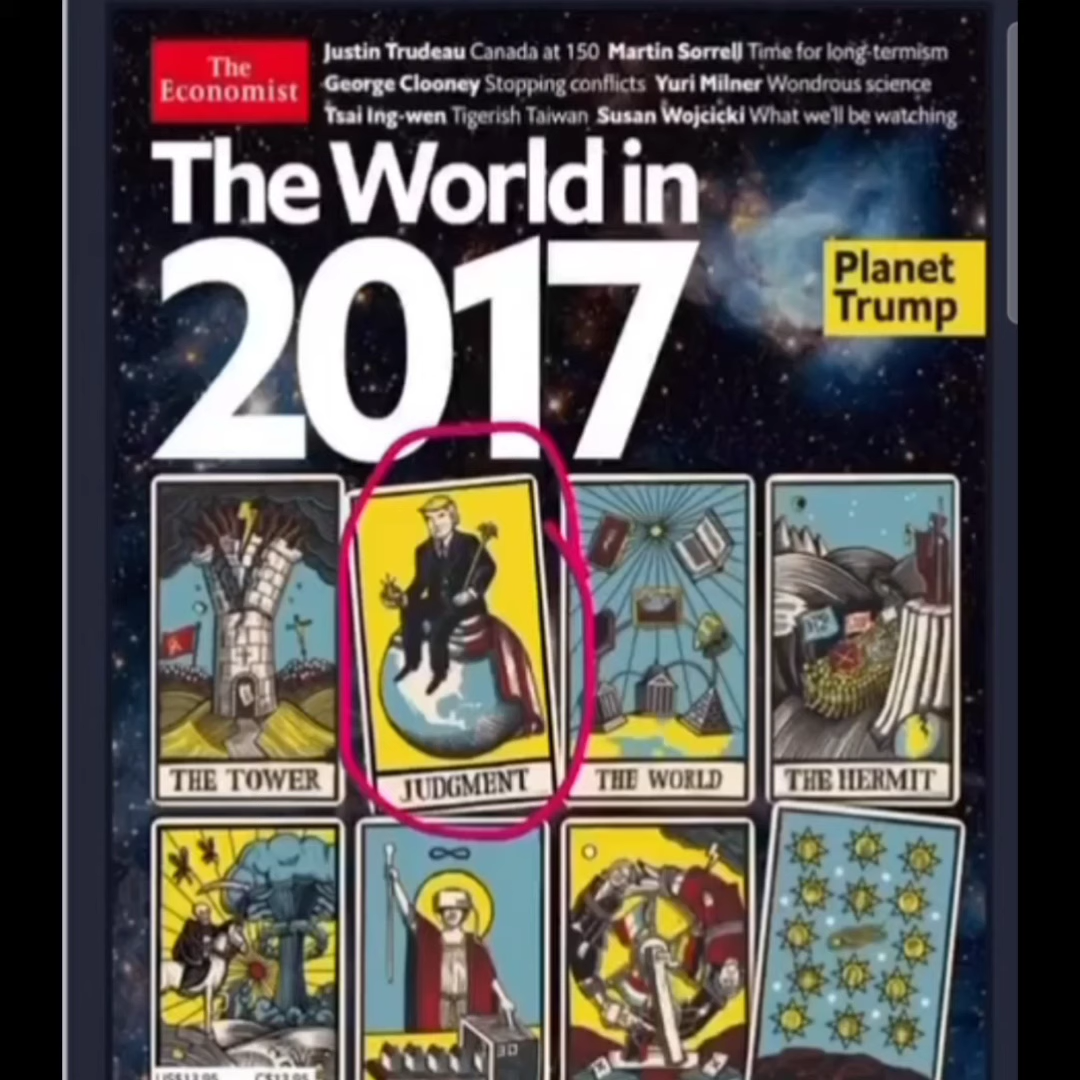 The
Economist
Justin Trudeau Canada at 150 Martin Sorrell Time for long-termism
George Clooney Stopping conflicts Yuri Milner Wondrous science
Tsai Ing-wen Tigerish Taiwan Susan Wojcicki What we'll be watching
The World in
2017
Planet
Trump
THE TOWER
JUDGMENT
THE WORLD
THE HERMIT
3D